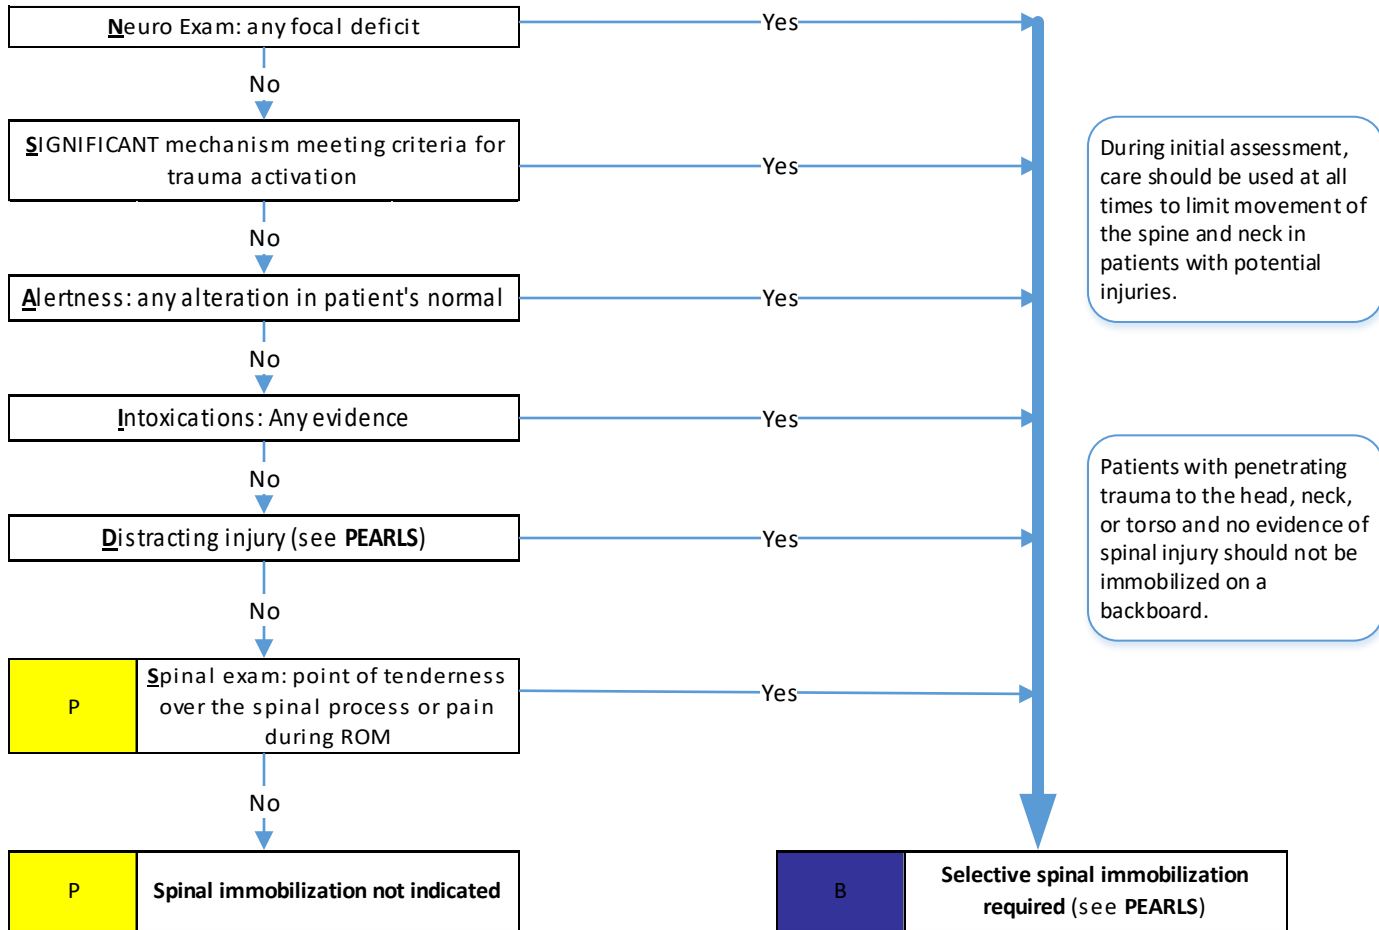 Neuro Exam: any focal deficit
Yes
No
SIGNIFICANT mechanism meeting criteria for
trauma activation
Yes
No
Alertness: any alteration in patient's normal
Yes
No
Intoxications: Any evidence
Yes
No
Distracting injury (see PEARLS)
Yes
No
P
Spinal exam: point of tenderness
over the spinal process or pain
during ROM
Yes
No
P
Spinal immobilization not indicated
B
Selective spinal immobilization
required (see PEARLS)
During initial assessment,
care should be used at all
times to limit movement of
the spine and neck in
patients with potential
injuries.
Patients with penetrating
trauma to the head, neck,
or torso and no evidence of
spinal injury should not be
immobilized on a
backboard.